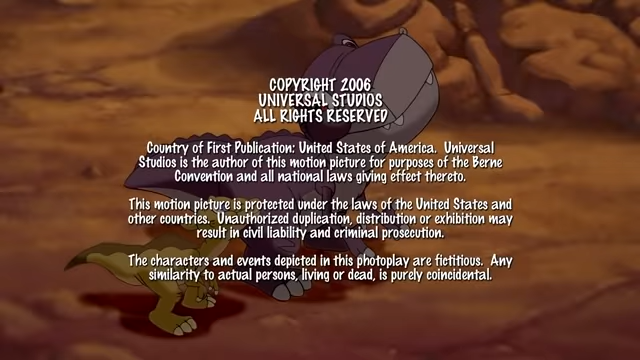 COPYRIGHT 2006
UNIVERSAL STUDIOS
ALL RIGHTS RESERVED
Country of First Publication: United States of America. Universal
Studios is the author of this motion picture for purposes of the Berne
Convention and all national laws giving effect thereto.
This motion picture is protected under the laws of the United States and
other countries. Unauthorized duplication, distribution or exhibition may
result in civil liability and criminal prosecution.
The characters and events depicted in this photoplay are fictitious. Any
similarity to actual persons, living or dead, is purely coincidental.